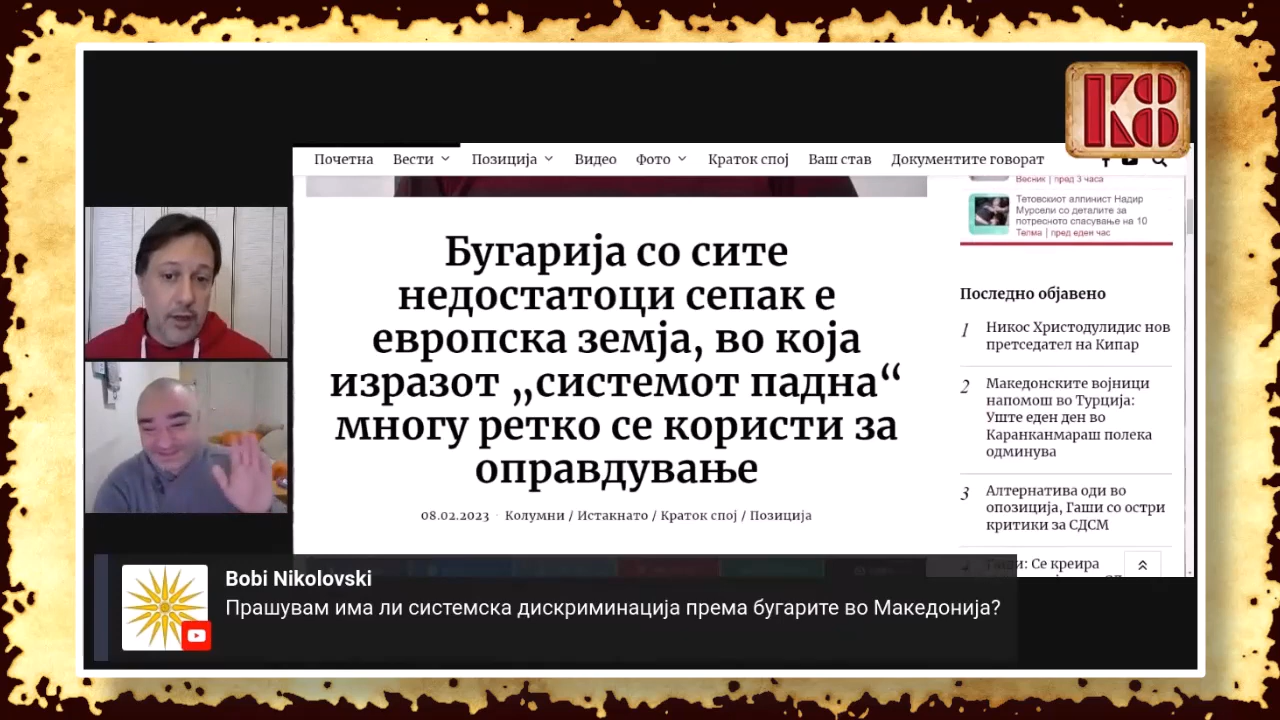 K8
Почетна Вести Позиција Видео Фото Краток спој Ваш став Документите говорат
Весник | пред 3 часа
Тетовскиот алпинист Надир
Мурсели со деталите за
потресното спасување на 10
Телма | пред еден час
Бугарија со сите
недостатоци сепак е
европска земја, во која
изразот „системот падна“
многу ретко се користи за
оправдување
08.02.2023 · Колумни / Истакнато / Краток спој / Позиција
Последно објавено
1 Никос Христодулидис нов
претседател на Кипар
2 Македонските војници
напомош во Турција:
Уште еден ден во
Каранканмараш полека
одминува
3 Алтернатива оди во
опозиција, Гаши со остри
критики за СДСМ
Гаши: Се креира
Bobi Nikolovski
Прашувам има ли системска дискриминација према бугарите во Македонија?